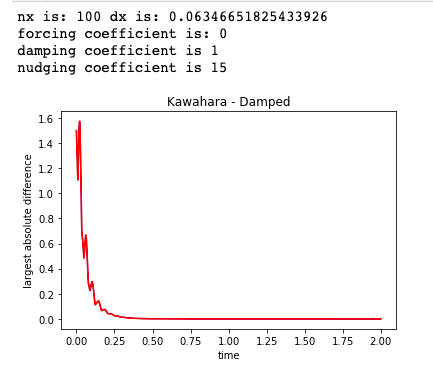 nx is: 100 dx is: 0.06346651825433926
forcing coefficient is: 0
damping coefficient is 1
nudging coefficient is 15
Kawahara - Damped
largest absolute difference
1.6
1.4
1.2
1.0
0.8
0.6
0.4
0.2
0.0
0.00 0.25 0.50 0.75 1.00 1.25 1.50 1.75 2.00
time